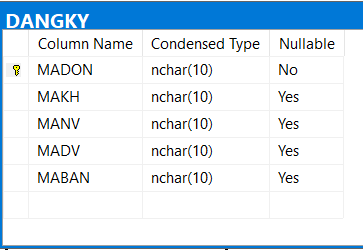 DANGKY
Column Name Condensed Type Nullable
MADON nchar(10) No
MAKH nchar(10) Yes
MANV nchar(10) Yes
MADV nchar(10) Yes
MABAN nchar(10) Yes